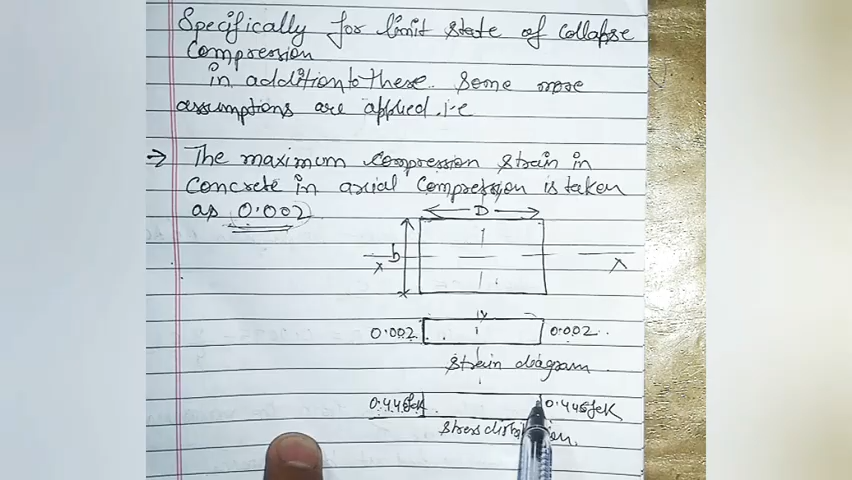 Specifically for limit state of collapse
Compression
in addition to these some more
assumptions are applied. i.e
→ The maximum compression strain in
concrete in axial compression is taken
as 0.002
D
b
x x
y
0.002 0.002
strain diagram
0.446fck 0.446fck
stress